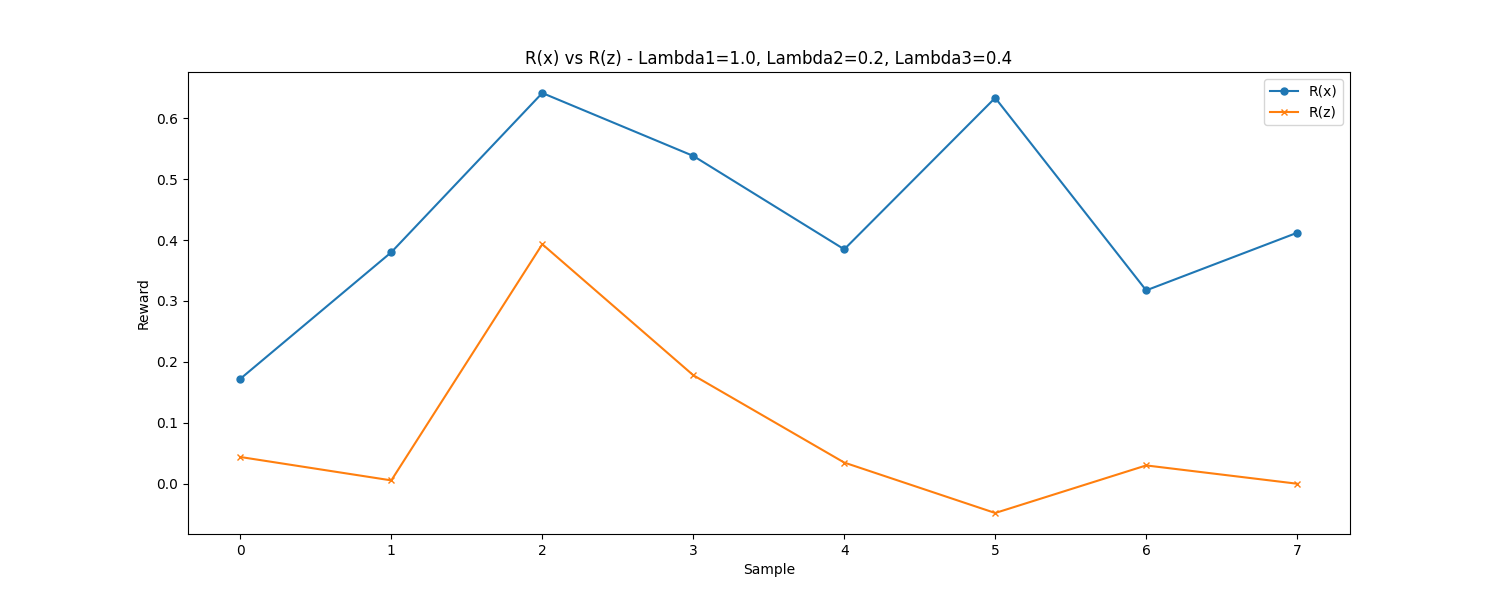 R(x) vs R(z) - Lambda1=1.0, Lambda2=0.2, Lambda3=0.4
R(x)
R(z)
0.6
0.5
0.4
0.3
0.2
0.1
0.0
Reward
0 1 2 3 4 5 6 7
Sample